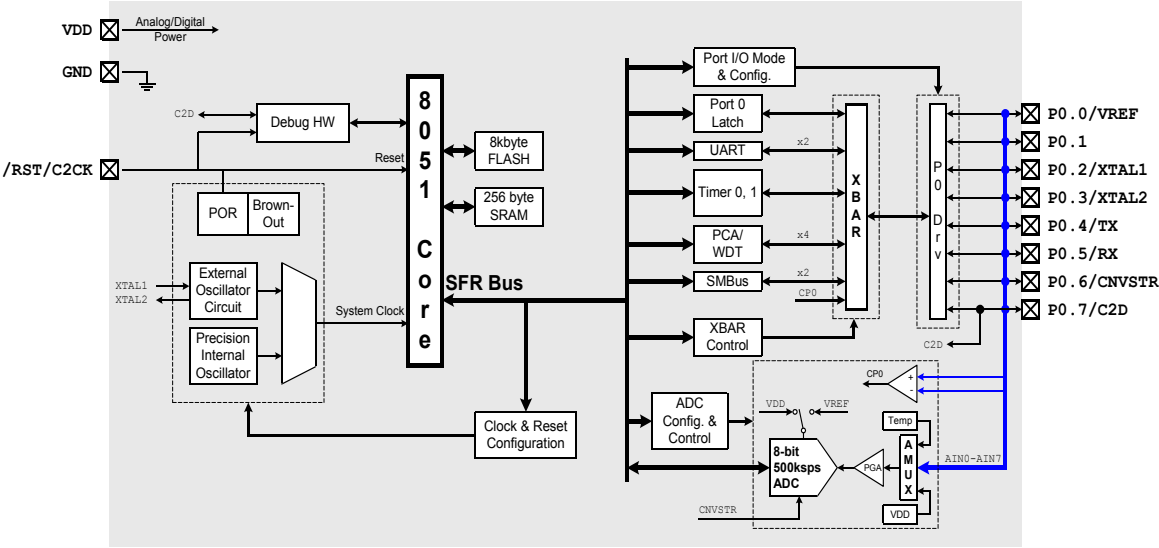 VDD
Analog/Digital
Power
GND
C2D
Debug HW
/RST/C2CK
Reset
POR
Brown-
Out
XTAL1
XTAL2
External
Oscillator
Circuit
Precision
Internal
Oscillator
System Clock
8
0
5
1
C
o
r
e
8kbyte
FLASH
256 byte
SRAM
SFR Bus
Clock & Reset
Configuration
Port I/O Mode
& Config.
Port 0
Latch
UART
x2
Timer 0, 1
PCA/
WDT
x4
SMBus
x2
CP0
XBAR
Control
X
B
A
R
P
0
D
r
v
P0.0/VREF
P0.1
P0.2/XTAL1
P0.3/XTAL2
P0.4/TX
P0.5/RX
P0.6/CNVSTR
P0.7/C2D
C2D
CP0
+
-
ADC
Config. &
Control
VDD
VREF
8-bit
500ksps
ADC
PGA
Temp
A
M
U
X
VDD
AIN0-AIN7
CNVSTR